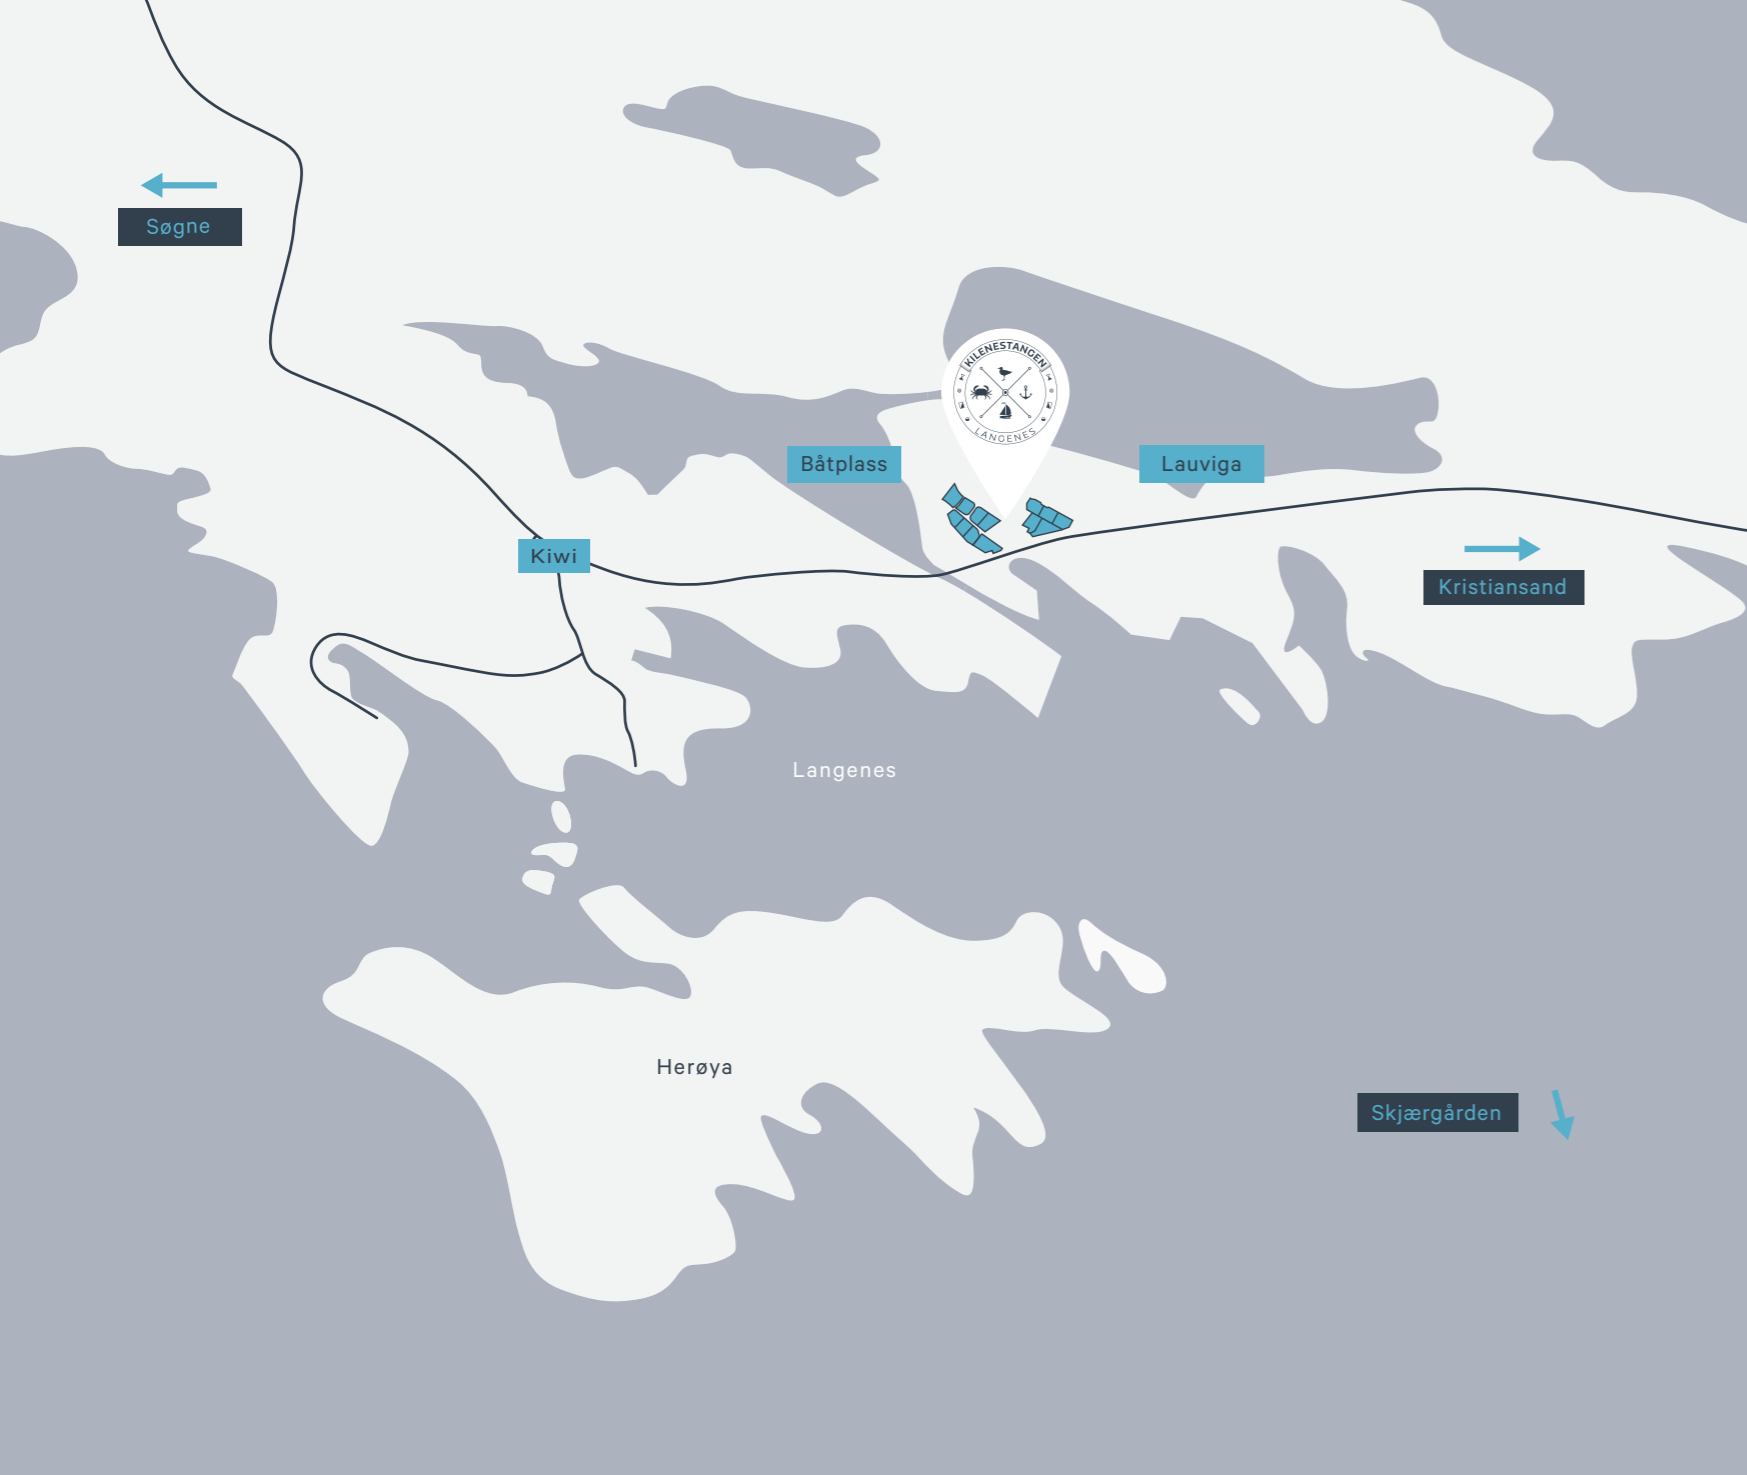 Søgne
KILENESTANGEN
LANGENES
Båtplass
Lauviga
Kiwi
Kristiansand
Langenes
Herøya
Skjærgården